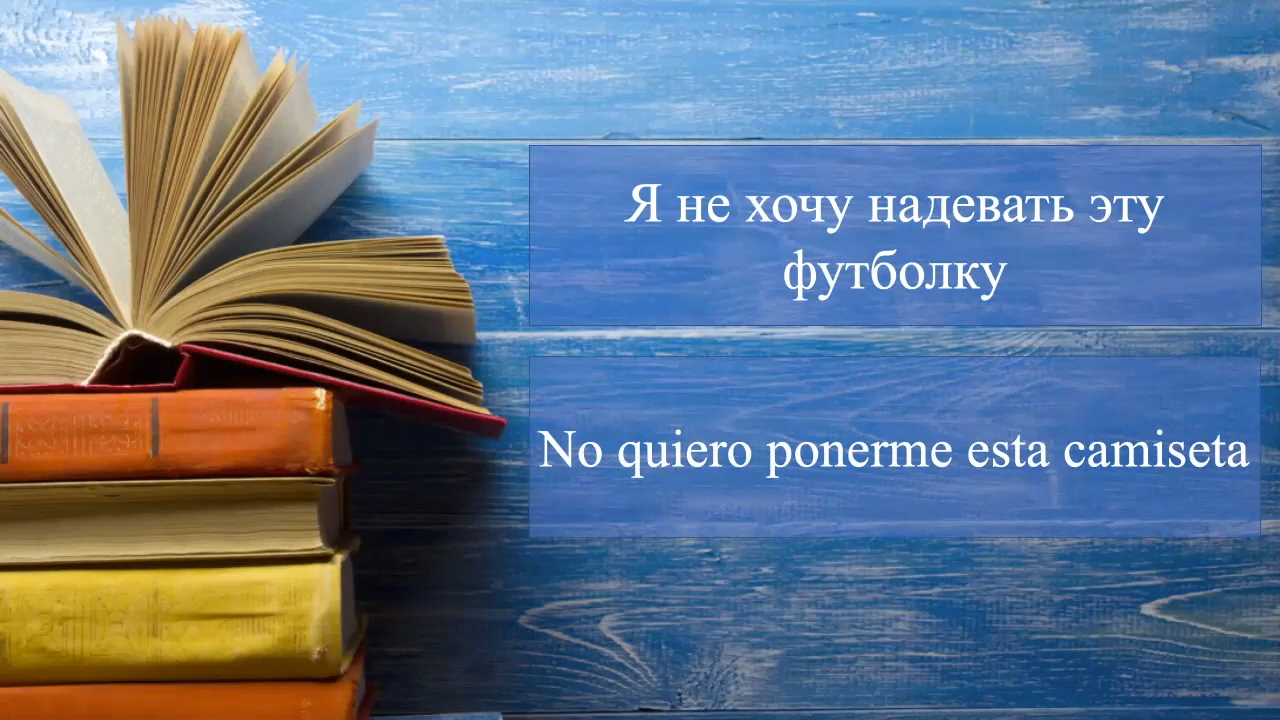 Я не хочу надевать эту
футболку
No quiero ponerme esta camiseta